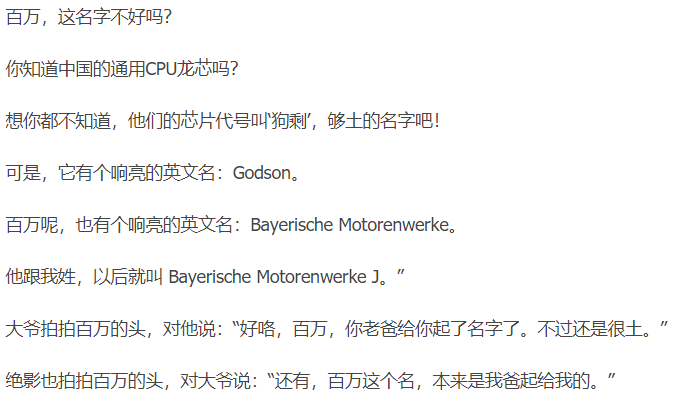 百万，这名字不好吗？
你知道中国的通用CPU龙芯吗？
想你都不知道，他们的芯片代号叫‘狗剩’，够土的名字吧！
可是，它有个响亮的英文名：Godson。
百万呢，也有个响亮的英文名：Bayerische Motorenwerke。
他跟我姓，以后就叫 Bayerische Motorenwerke J。”
大爷拍拍百万的头，对他说：“好咯，百万，你老爸给你起了名字了。不过还是很土。”
绝影也拍拍百万的头，对大爷说：“还有，百万这个名，本来是我爸起给我的。”